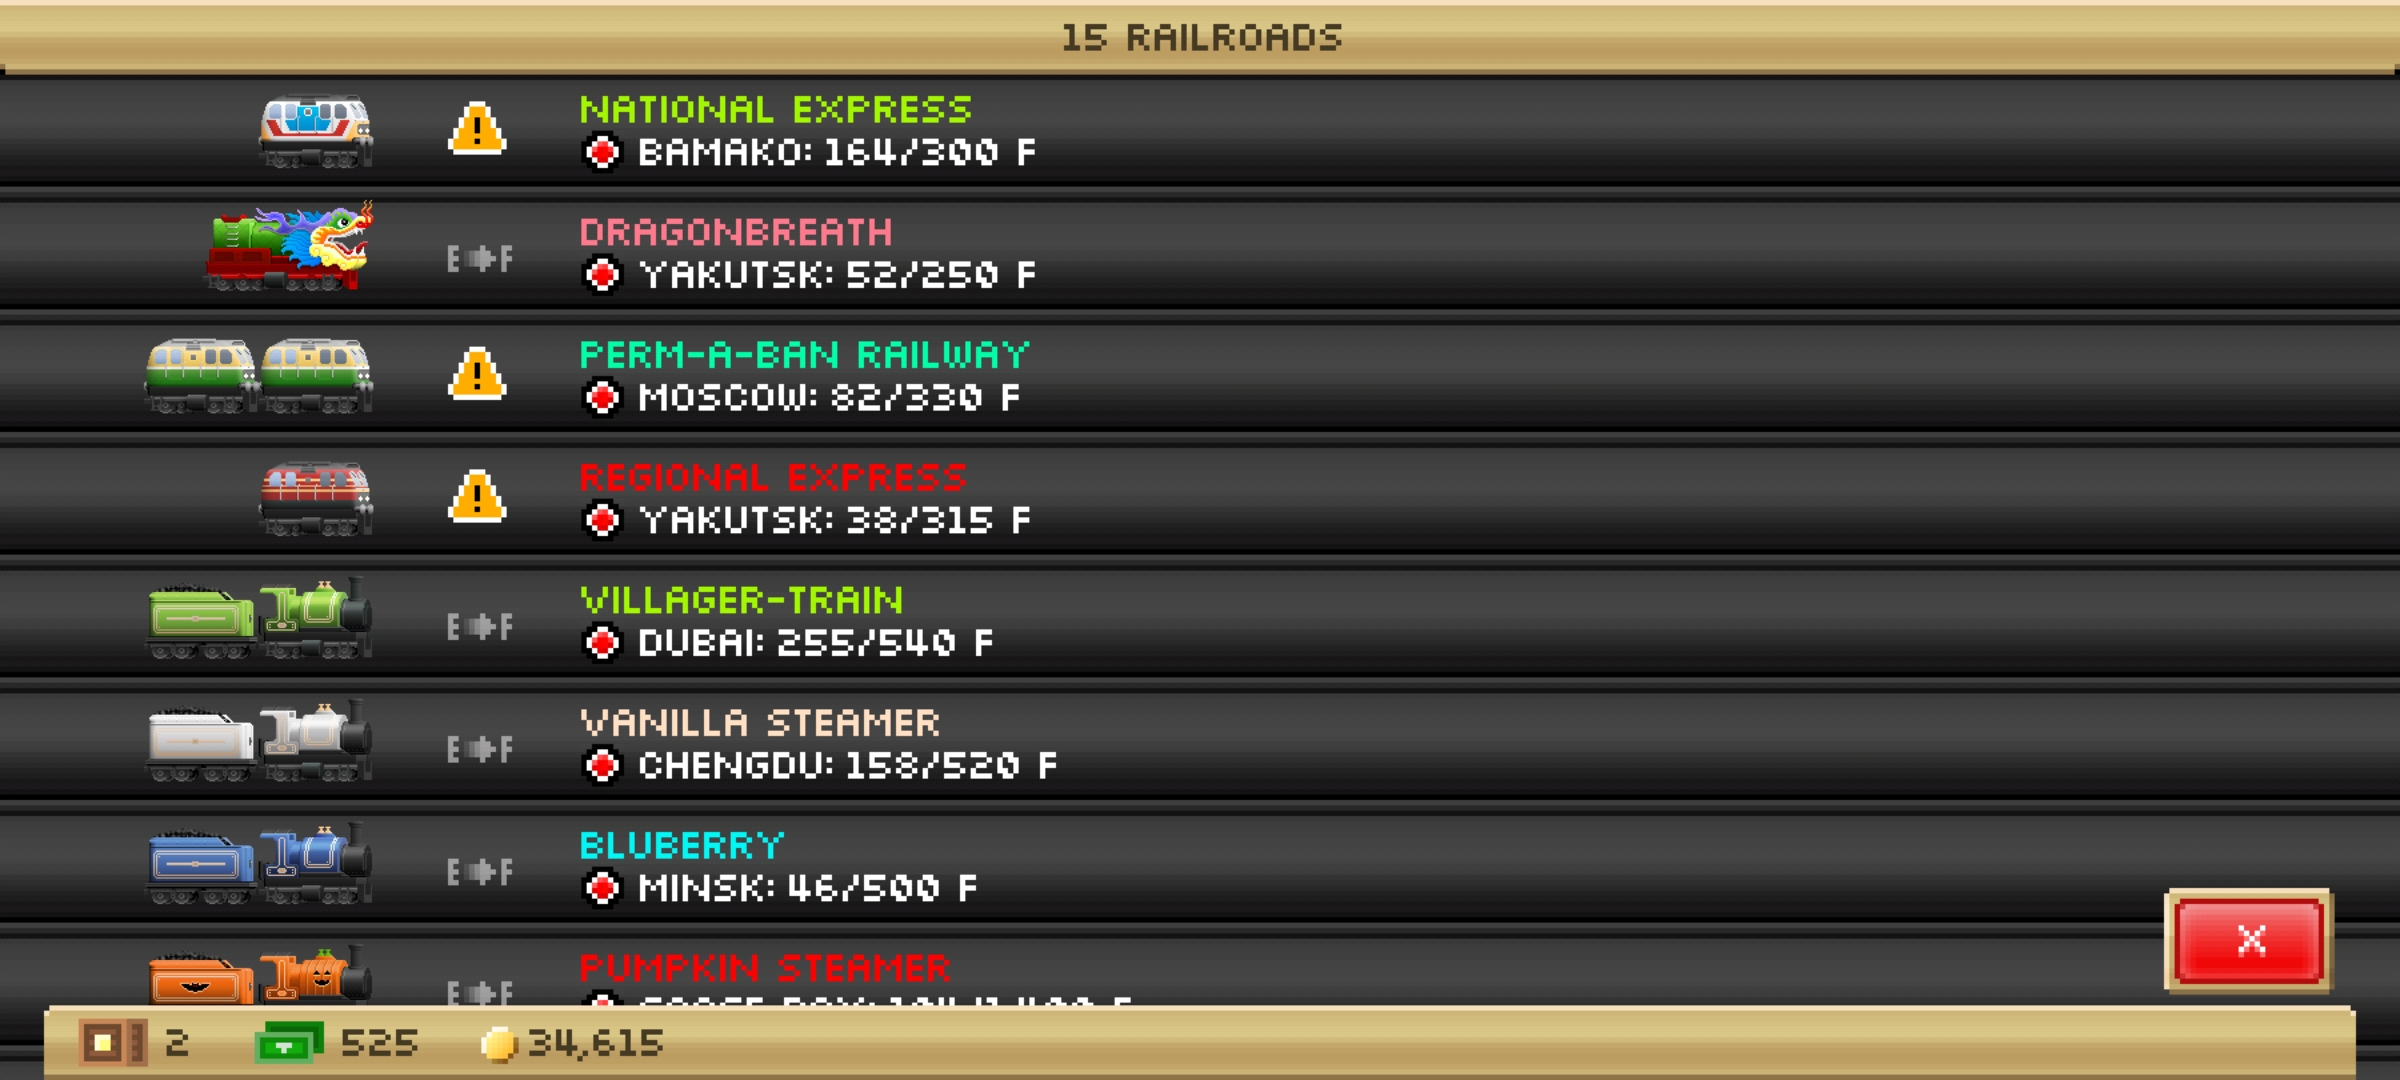 15 RAILROADS
NATIONAL EXPRESS
BAMAKO: 164/300 F
DRAGONBREATH
E F
YAKUTSK: 52/250 F
PERM-A-BAN RAILWAY
MOSCOW: 82/330 F
REGIONAL EXPRESS
YAKUTSK: 38/315 F
VILLAGER-TRAIN
E F
DUBAI: 255/540 F
VANILLA STEAMER
E F
CHENGDU: 158/520 F
BLUBERRY
E F
MINSK: 46/500 F
PUMPKIN STEAMER
E F
X
2 525 34,615